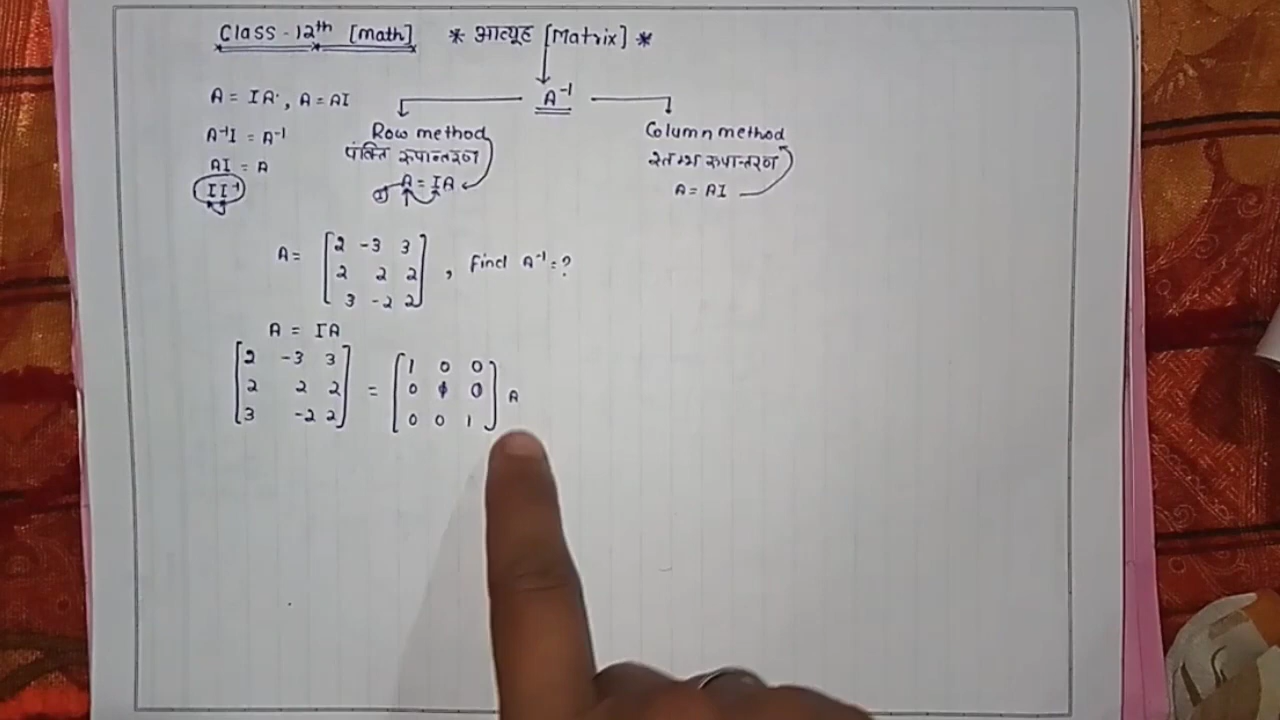 Class - 12th [math] * आव्यूह [Matrix] *
A = IA, A = AI
A⁻¹
A⁻¹I = A⁻¹
AI = A
II⁻¹
Row method
पंक्ति रुपान्तरण
A = IA
Column method
स्तम्भ रुपान्तरण
A = AI
A = [2 -3 3
2 2 2
3 -2 2] , Find A⁻¹ = ?
A = IA
[2 -3 3] = [1 0 0] A
[2 2 2] [0 1 0]
[3 -2 2] [0 0 1]